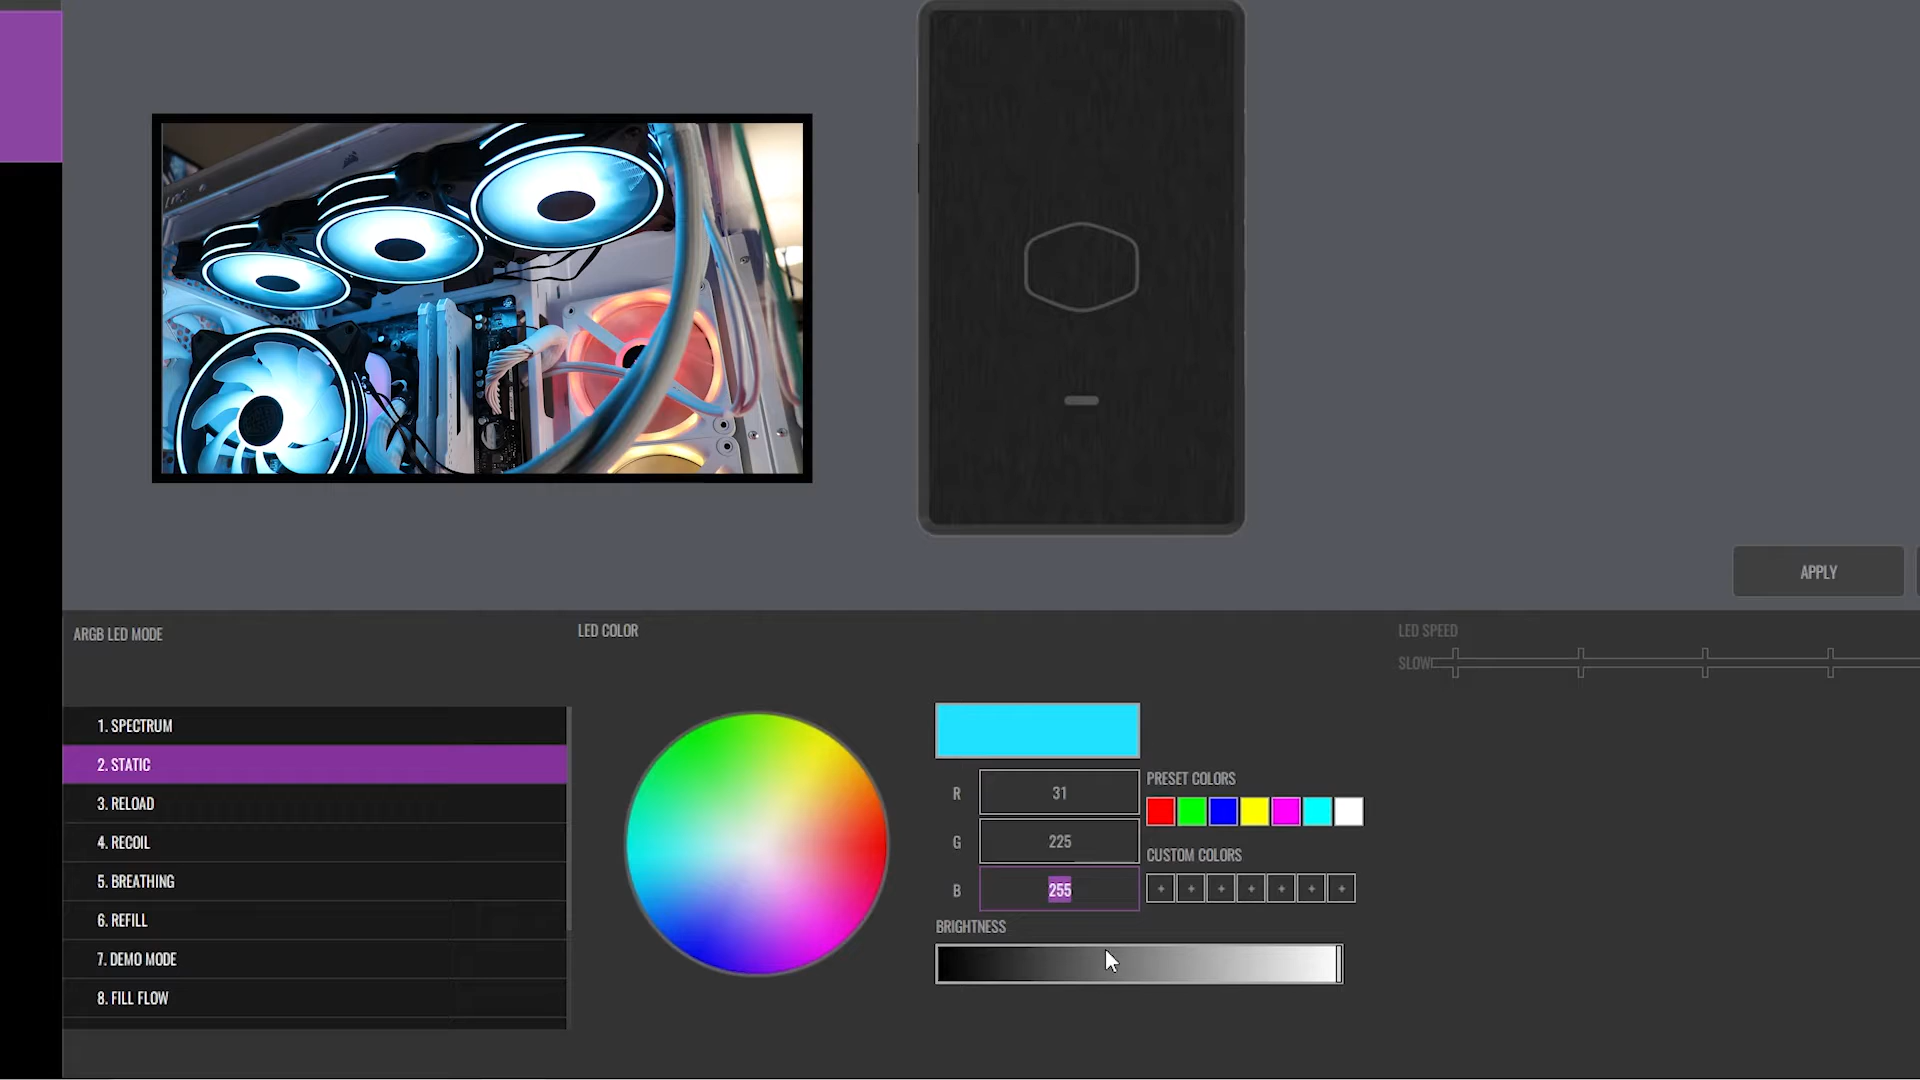 APPLY
ARGB LED MODE
LED COLOR
LED SPEED
SLOW
1. SPECTRUM
2. STATIC
3. RELOAD
4. RECOIL
5. BREATHING
6. REFILL
7. DEMO MODE
8. FILL FLOW
R 31
G 225
B 255
PRESET COLORS
CUSTOM COLORS
+ + + + + + +
BRIGHTNESS